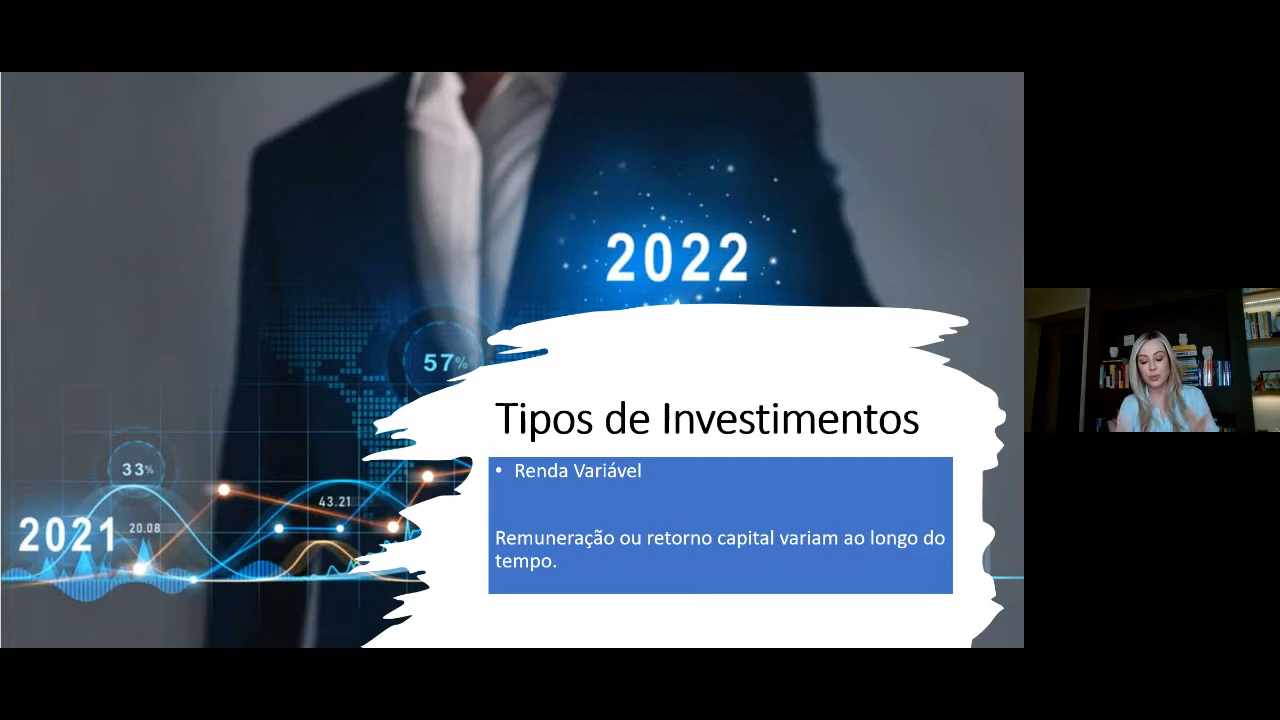 2022
57%
33%
43.21
2021
20.08
Tipos de Investimentos
• Renda Variável
Remuneração ou retorno capital variam ao longo do
tempo.